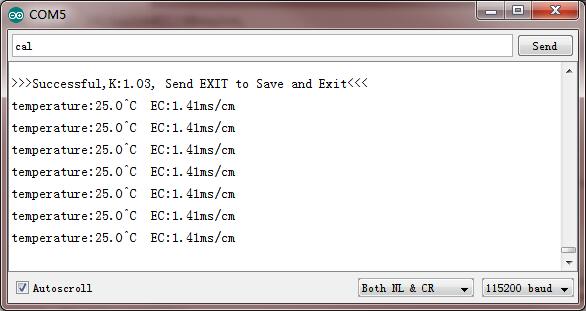 COM5
cal
Send
>>>Successful,K:1.03, Send EXIT to Save and Exit<<<
temperature:25.0^C  EC:1.41ms/cm
temperature:25.0^C  EC:1.41ms/cm
temperature:25.0^C  EC:1.41ms/cm
temperature:25.0^C  EC:1.41ms/cm
temperature:25.0^C  EC:1.41ms/cm
temperature:25.0^C  EC:1.41ms/cm
temperature:25.0^C  EC:1.41ms/cm
Autoscroll
Both NL & CR
115200 baud